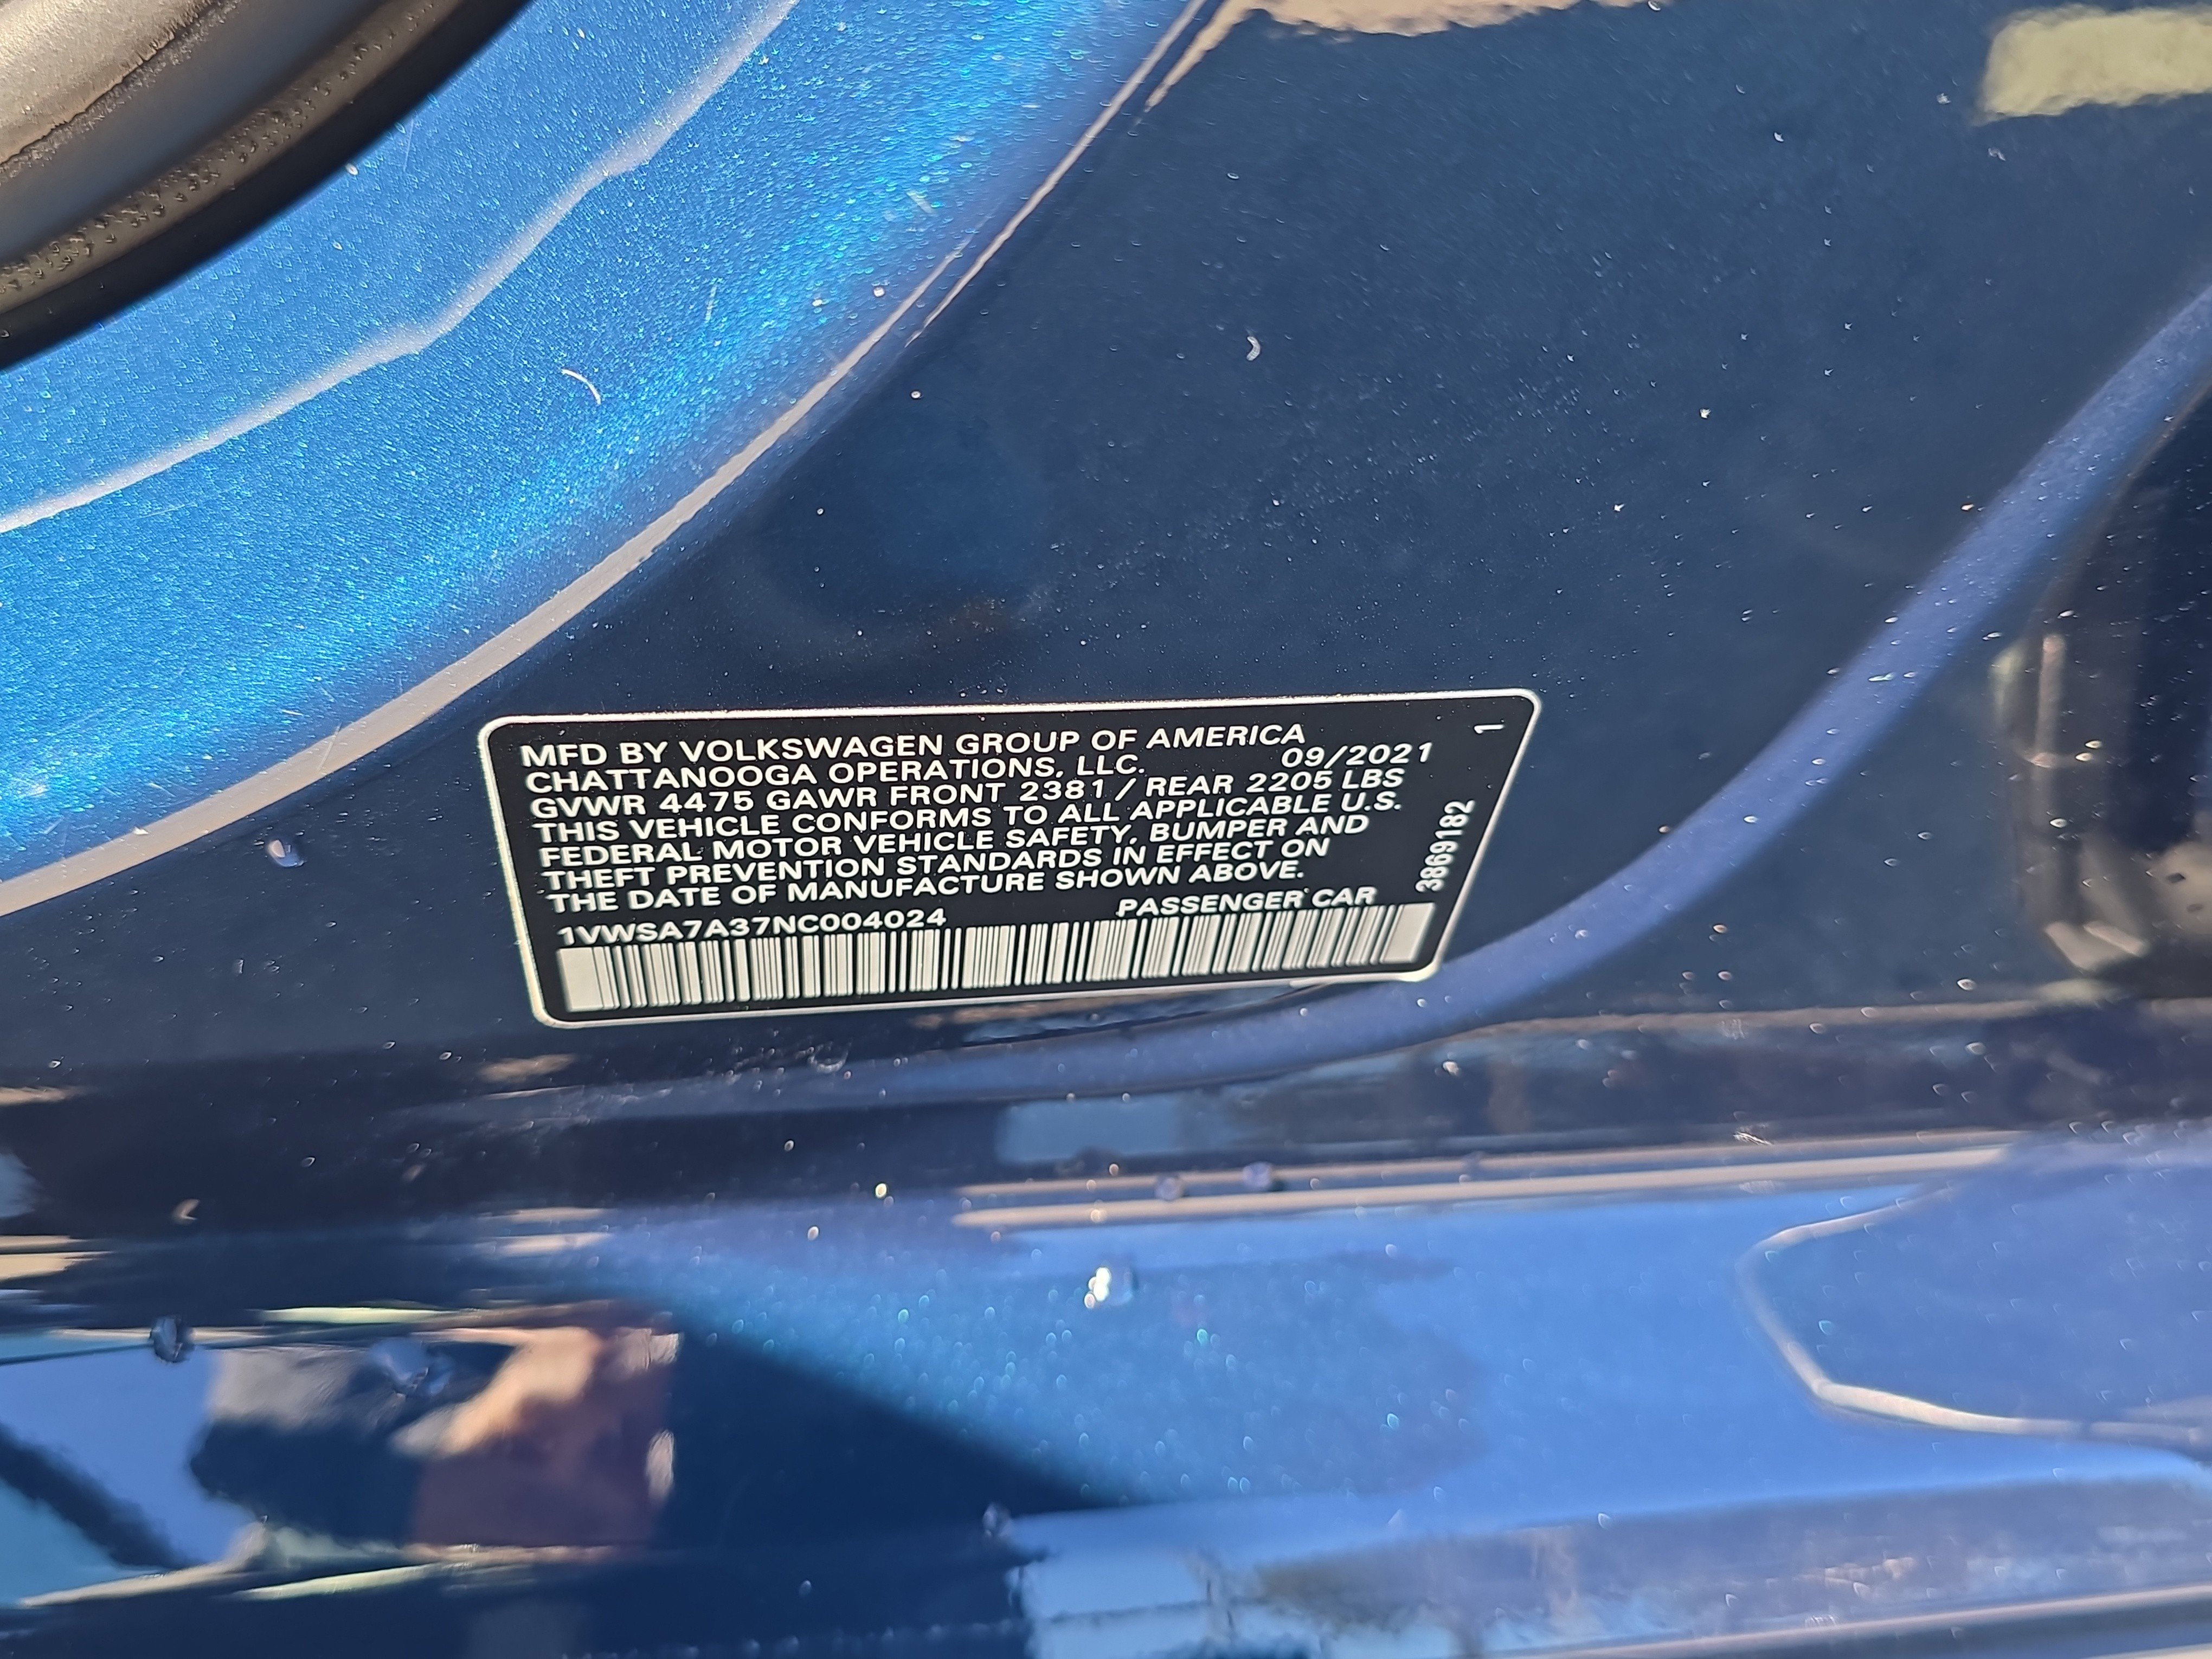 MFD BY VOLKSWAGEN GROUP OF AMERICA
CHATTANOOGA OPERATIONS, LLC. 09/2021
GVWR 4475 GAWR FRONT 2381 / REAR 2205 LBS
THIS VEHICLE CONFORMS TO ALL APPLICABLE U.S.
FEDERAL MOTOR VEHICLE SAFETY, BUMPER AND
THEFT PREVENTION STANDARDS IN EFFECT ON
THE DATE OF MANUFACTURE SHOWN ABOVE.
1VWSA7A37NC004024 PASSENGER CAR
3869182
1